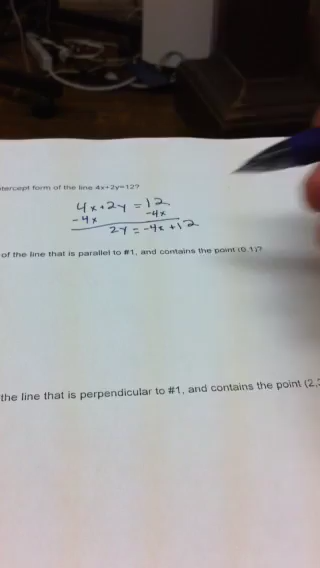 form of the line 4x+2y=12?
4x+2y = 12
-4x -4x
2y = -4x +12
of the line that is parallel to #1, and contains the point (0,1)?
the line that is perpendicular to #1, and contains the point (2,